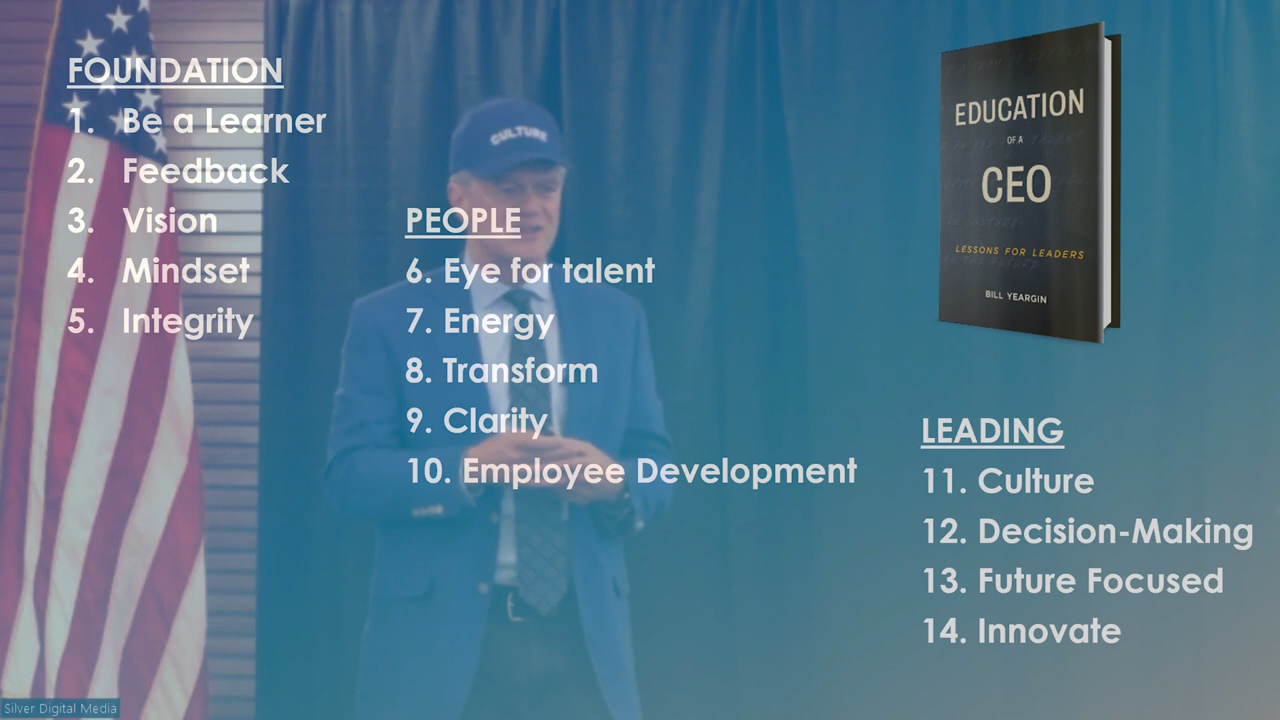 FOUNDATION
1. Be a Learner
2. Feedback
3. Vision
4. Mindset
5. Integrity
CULTURE
PEOPLE
6. Eye for talent
7. Energy
8. Transform
9. Clarity
10. Employee Development
EDUCATION
OF A
CEO
LESSONS FOR LEADERS
BILL YEARGIN
LEADING
11. Culture
12. Decision-Making
13. Future Focused
14. Innovate
Silver Digital Media